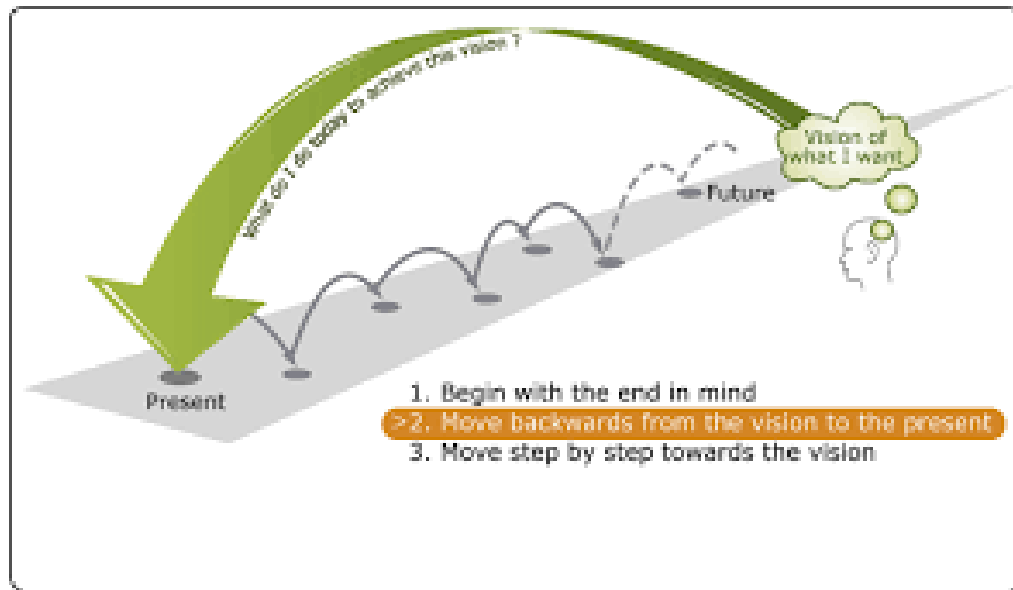 What do I do today to achieve this vision ?
Vision of
what I want
Future
Present
1. Begin with the end in mind
>2. Move backwards from the vision to the present
3. Move step by step towards the vision